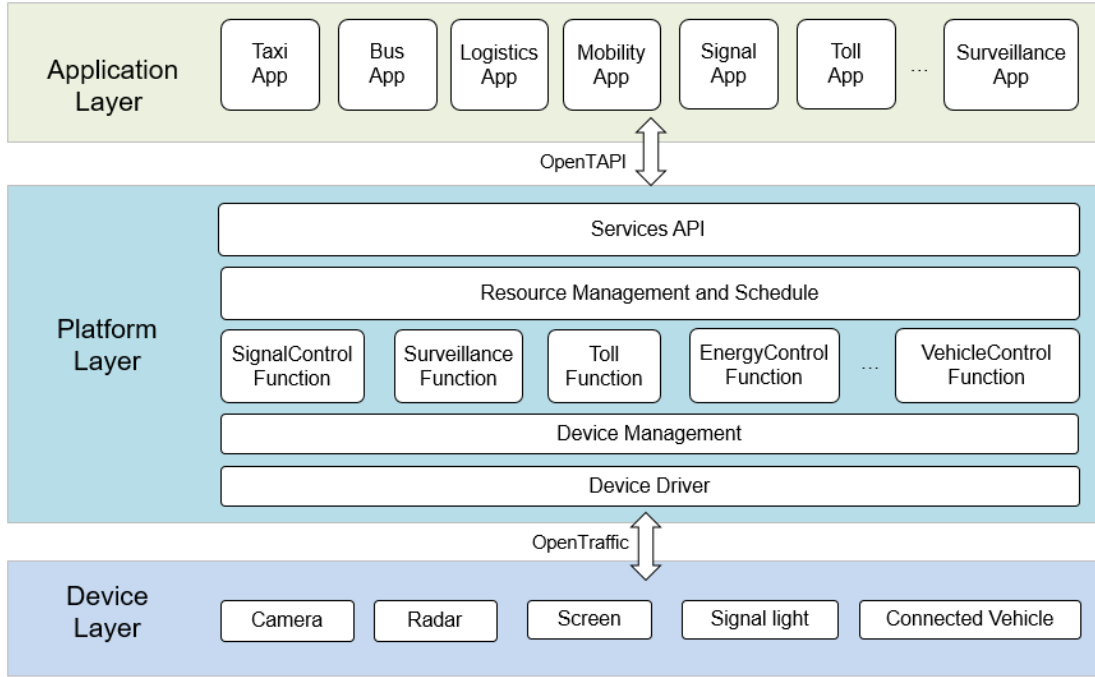 Application
Layer
Taxi
App
Bus
App
Logistics
App
Mobility
App
Signal
App
Toll
App
...
Surveillance
App
OpenTAPI
Platform
Layer
Services API
Resource Management and Schedule
SignalControl
Function
Surveillance
Function
Toll
Function
EnergyControl
Function
...
VehicleControl
Function
Device Management
Device Driver
OpenTraffic
Device
Layer
Camera
Radar
Screen
Signal light
Connected Vehicle